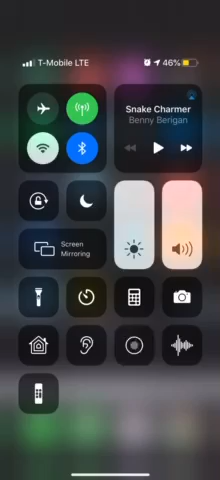 T-Mobile LTE 46%
Snake Charmer
Benny Berigan
Screen
Mirroring